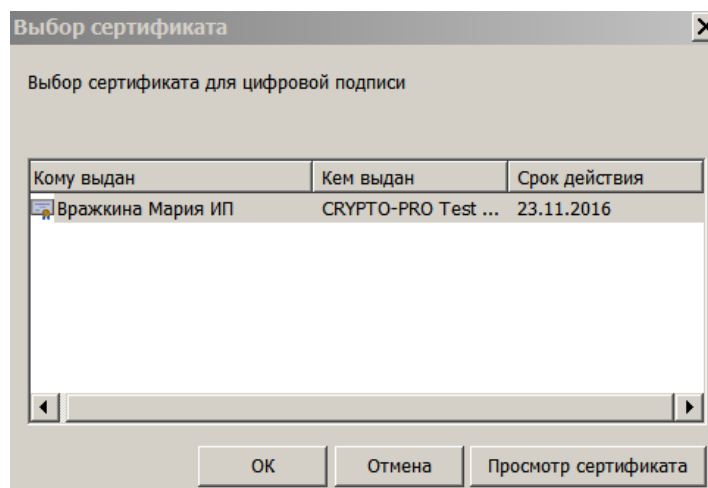 Выбор сертификата
Выбор сертификата для цифровой подписи
Кому выдан Кем выдан Срок действия
Вражкина Мария ИП CRYPTO-PRO Test ... 23.11.2016
ОК Отмена Просмотр сертификата